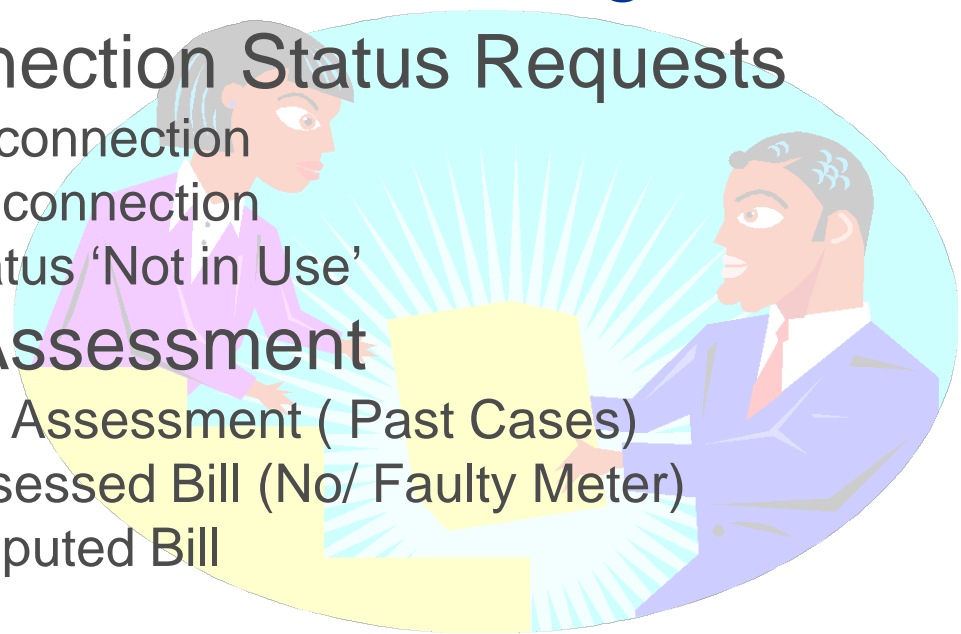 nection Status Requests
connection
connection
atus ‘Not in Use’
Assessment
Assessment ( Past Cases)
sessed Bill (No/ Faulty Meter)
puted Bill